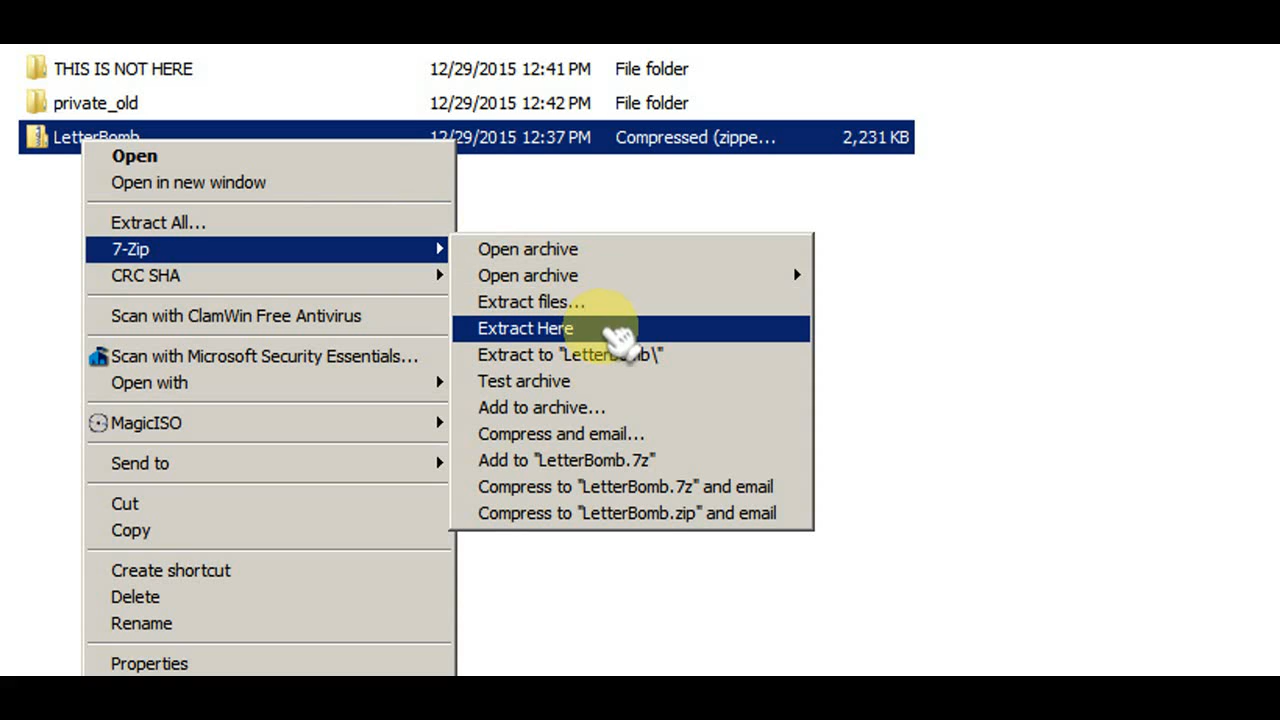 THIS IS NOT HERE 12/29/2015 12:41 PM File folder
private_old 12/29/2015 12:42 PM File folder
LetterBomb 12/29/2015 12:37 PM Compressed (zippe... 2,231 KB
Open
Open in new window
Extract All...
7-Zip
CRC SHA
Scan with ClamWin Free Antivirus
Scan with Microsoft Security Essentials...
Open with
MagicISO
Send to
Cut
Copy
Create shortcut
Delete
Rename
Properties
Open archive
Open archive
Extract files...
Extract Here
Extract to "LetterBomb\"
Test archive
Add to archive...
Compress and email...
Add to "LetterBomb.7z"
Compress to "LetterBomb.7z" and email
Compress to "LetterBomb.zip" and email